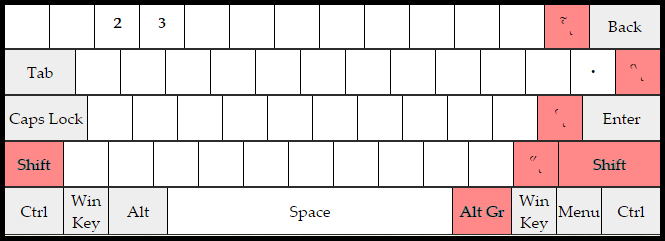 2 3 Back
Tab ·
Caps Lock Enter
Shift Shift
Ctrl Win Key Alt Space Alt Gr Win Key Menu Ctrl